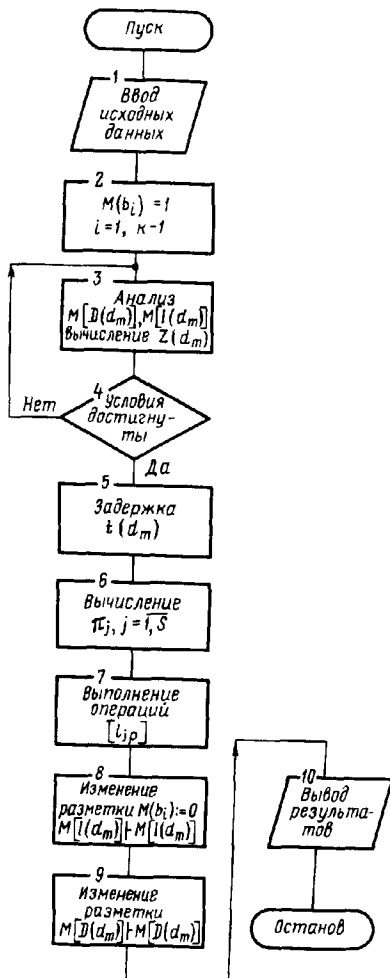 Пуск
1
Ввод
исходных
данных
2
M(b_i) = 1
i=1, к-1
3
Анализ
M[D(d_m)], M[I(d_m)]
вычисление Z(d_m)
4
Условия
достигну-
ты
Нет
Да
5
Задержка
t(d_m)
6
Вычисление
π_j, j=1,S̅
7
Выполнение
операций
[l_jp]
8
Изменение
разметки M(b_i):=0
M[I(d_m)]⊦M[I(d_m)]
9
Изменение
разметки
M[D(d_m)]⊦M[D(d_m)]
10
Вывод
результа-
тов
Останов